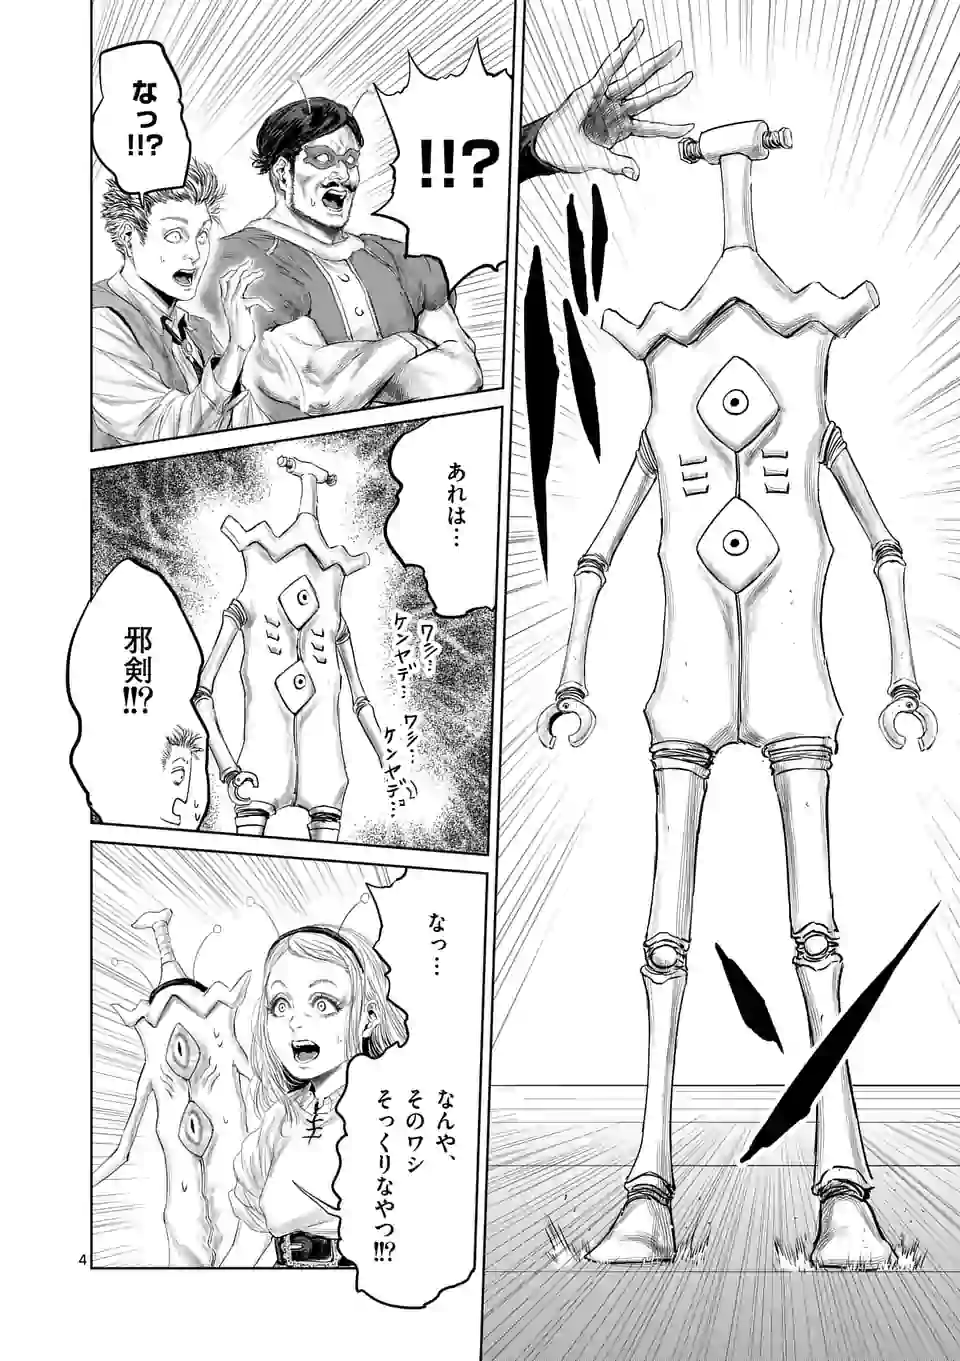 !!?
なっ
!!?
あれは…
ワシ…
ケンヤデ…
ワシ…
ケンヤデ…
邪剣!!?
なっ…
なんや、
そのワシ
そっくりなやつ!!?
4